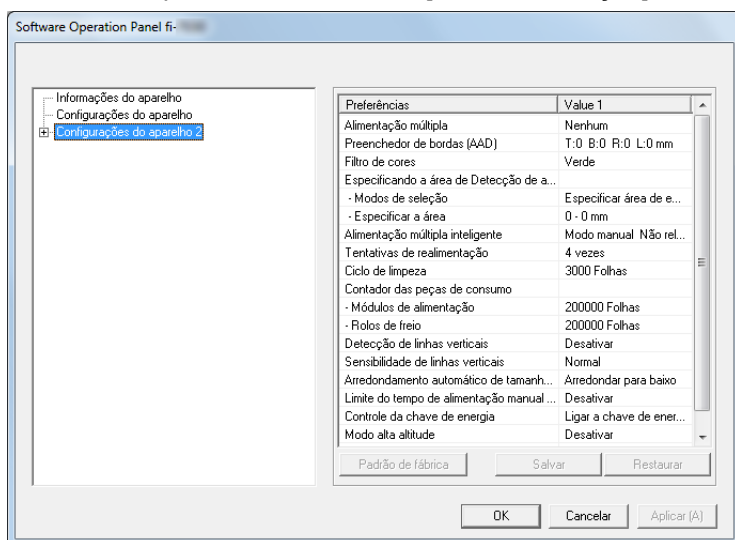 Software Operation Panel fi-
Informações do aparelho
Configurações do aparelho
Configurações do aparelho 2
Preferências Value 1
Alimentação múltipla Nenhum
Preenchedor de bordas (AAD) T:0 B:0 R:0 L:0 mm
Filtro de cores Verde
Especificando a área de Detecção de a...
- Modos de seleção Especificar área de e...
- Especificar a área 0 - 0 mm
Alimentação múltipla inteligente Modo manual Não rel...
Tentativas de realimentação 4 vezes
Ciclo de limpeza 3000 Folhas
Contador das peças de consumo
- Módulos de alimentação 200000 Folhas
- Rolos de freio 200000 Folhas
Detecção de linhas verticais Desativar
Sensibilidade de linhas verticais Normal
Arredondamento automático de tamanh... Arredondar para baixo
Limite do tempo de alimentação manual ... Desativar
Controle da chave de energia Ligar a chave de ener...
Modo alta altitude Desativar
Padrão de fábrica Salvar Restaurar
OK Cancelar Aplicar (A)